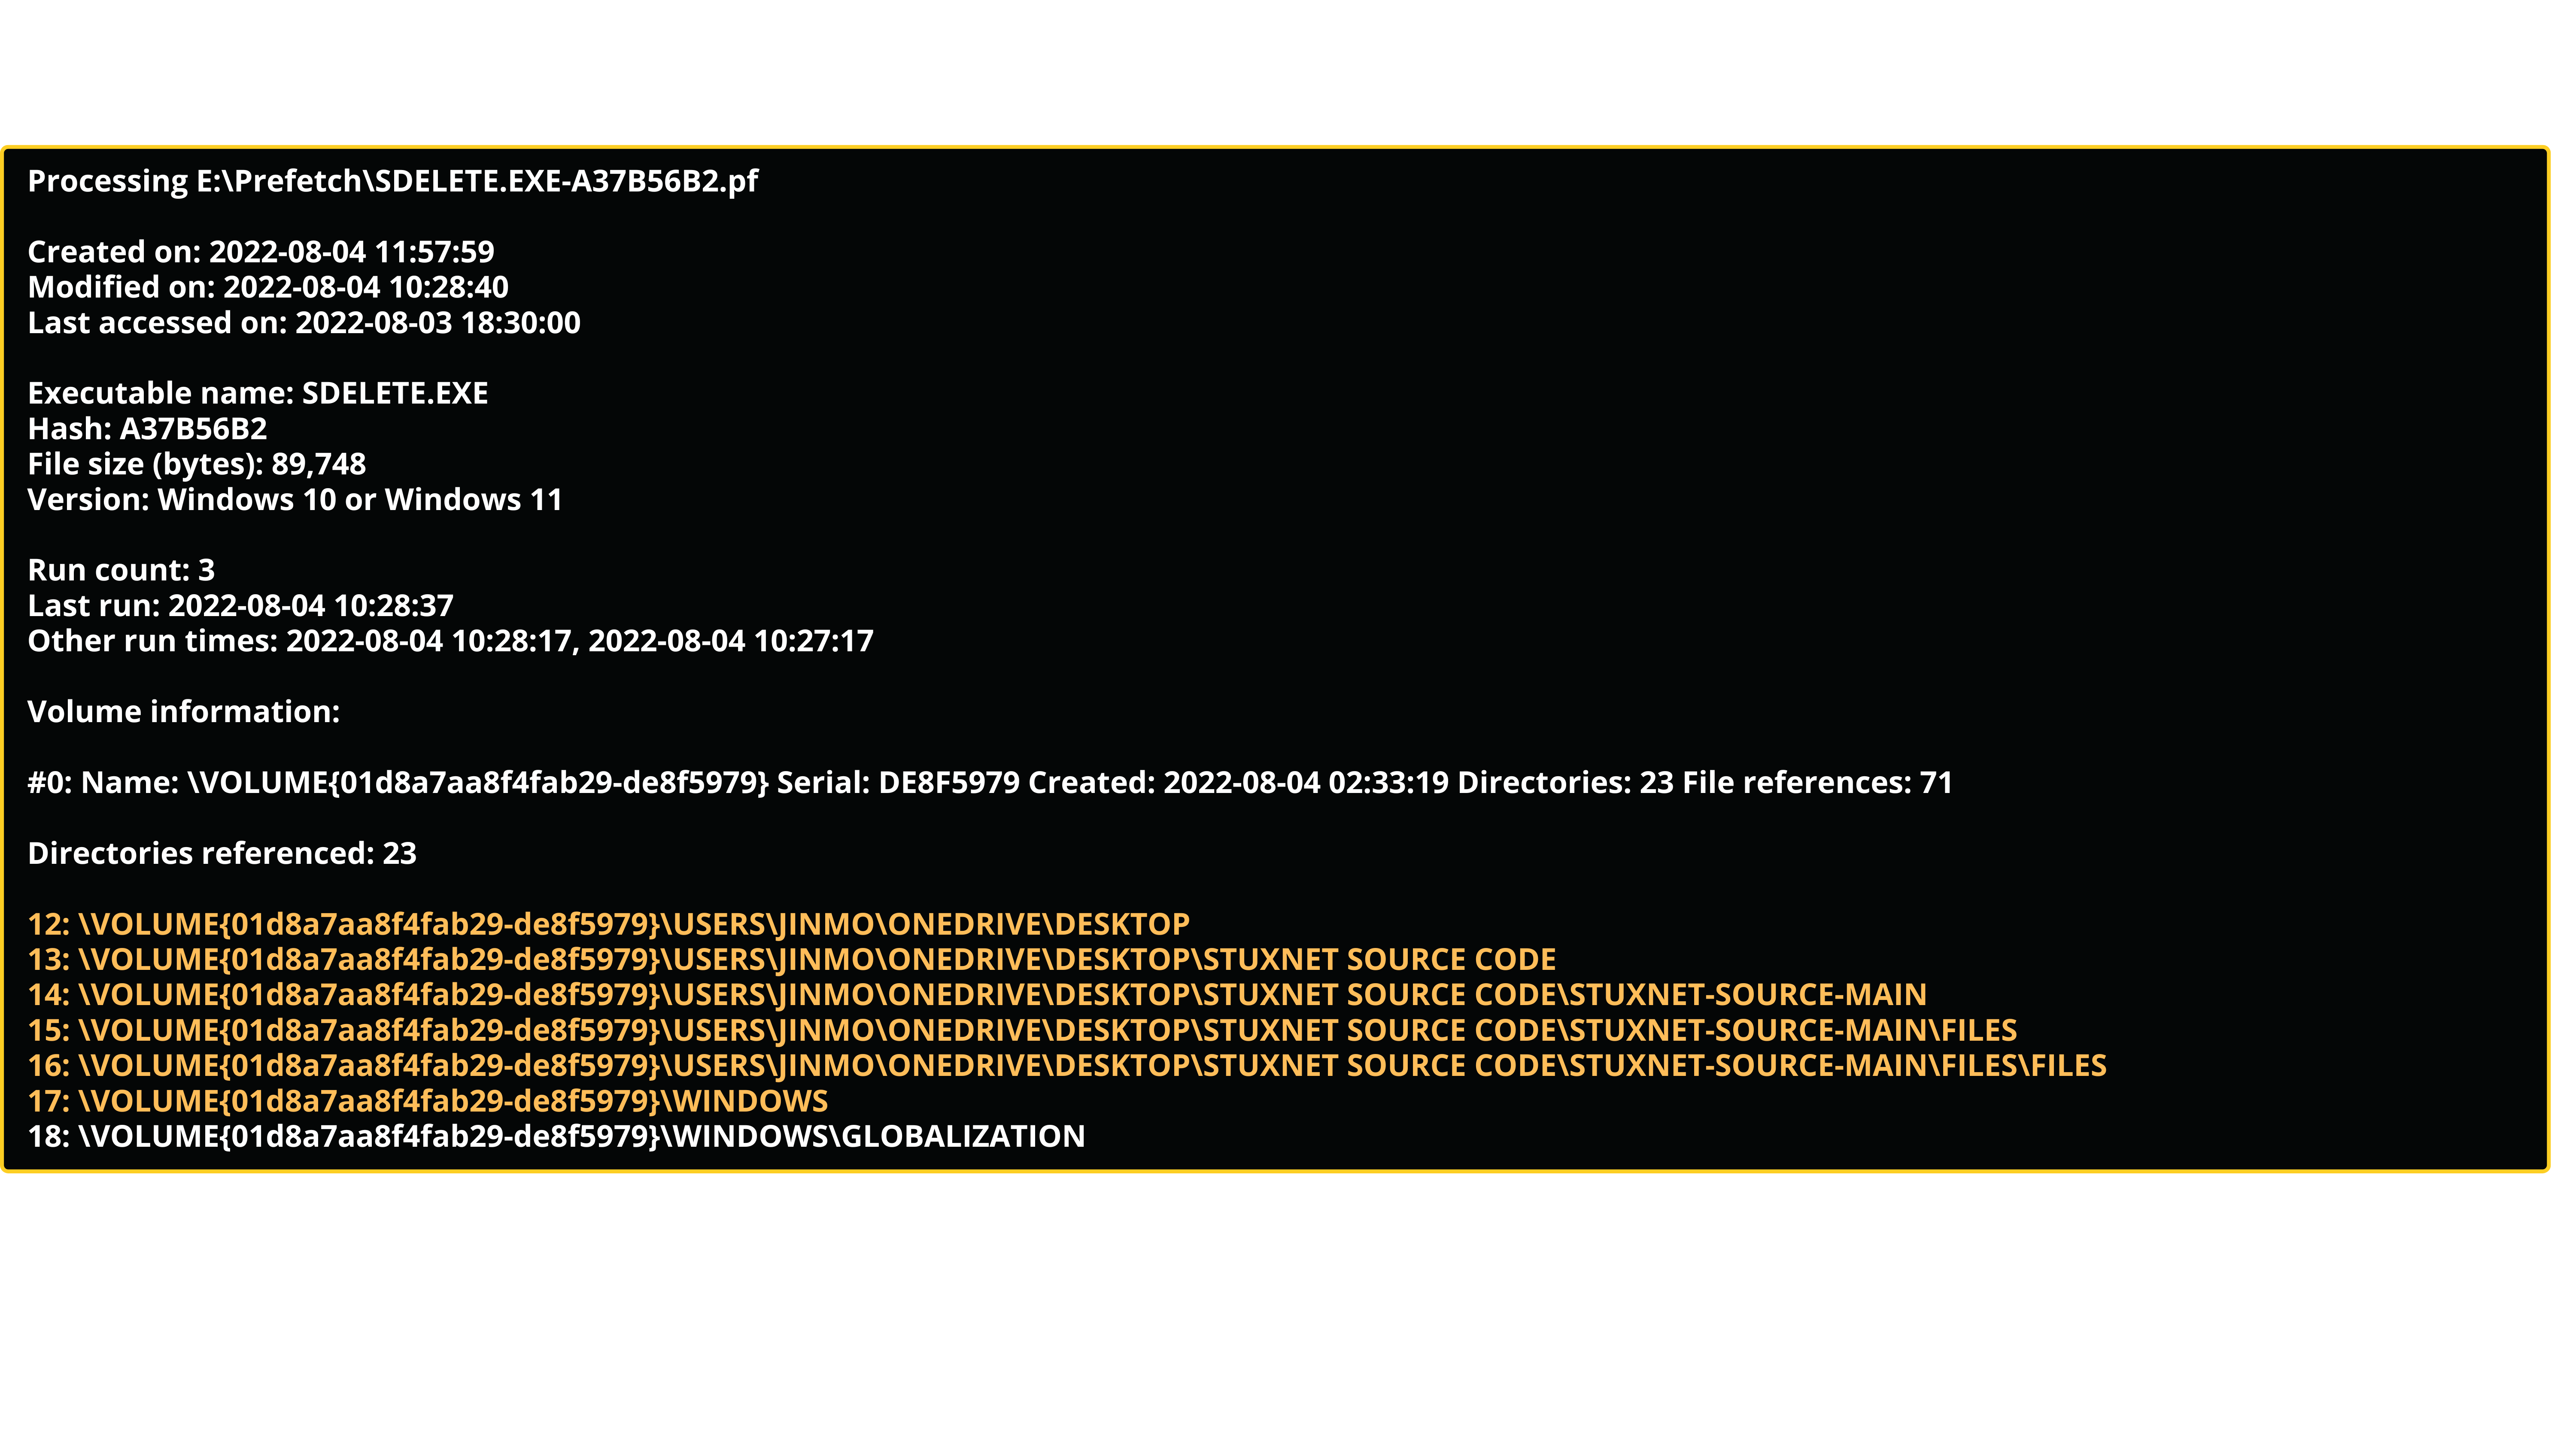 Processing E:\Prefetch\SDELETE.EXE-A37B56B2.pf
Created on: 2022-08-04 11:57:59
Modified on: 2022-08-04 10:28:40
Last accessed on: 2022-08-03 18:30:00
Executable name: SDELETE.EXE
Hash: A37B56B2
File size (bytes): 89,748
Version: Windows 10 or Windows 11
Run count: 3
Last run: 2022-08-04 10:28:37
Other run times: 2022-08-04 10:28:17, 2022-08-04 10:27:17
Volume information:
#0: Name: \VOLUME{01d8a7aa8f4fab29-de8f5979} Serial: DE8F5979 Created: 2022-08-04 02:33:19 Directories: 23 File references: 71
Directories referenced: 23
12: \VOLUME{01d8a7aa8f4fab29-de8f5979}\USERS\JINMO\ONEDRIVE\DESKTOP
13: \VOLUME{01d8a7aa8f4fab29-de8f5979}\USERS\JINMO\ONEDRIVE\DESKTOP\STUXNET SOURCE CODE
14: \VOLUME{01d8a7aa8f4fab29-de8f5979}\USERS\JINMO\ONEDRIVE\DESKTOP\STUXNET SOURCE CODE\STUXNET-SOURCE-MAIN
15: \VOLUME{01d8a7aa8f4fab29-de8f5979}\USERS\JINMO\ONEDRIVE\DESKTOP\STUXNET SOURCE CODE\STUXNET-SOURCE-MAIN\FILES
16: \VOLUME{01d8a7aa8f4fab29-de8f5979}\USERS\JINMO\ONEDRIVE\DESKTOP\STUXNET SOURCE CODE\STUXNET-SOURCE-MAIN\FILES\FILES
17: \VOLUME{01d8a7aa8f4fab29-de8f5979}\WINDOWS
18: \VOLUME{01d8a7aa8f4fab29-de8f5979}\WINDOWS\GLOBALIZATION